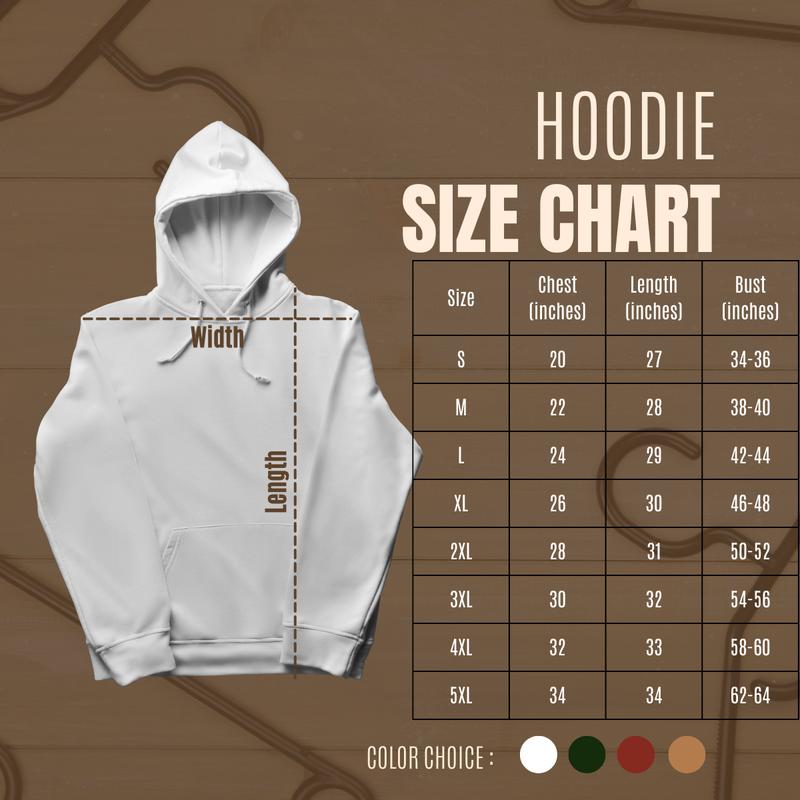 HOODIE
SIZE CHART
Size Chest (inches) Length (inches) Bust (inches)
S 20 27 34-36
M 22 28 38-40
L 24 29 42-44
XL 26 30 46-48
2XL 28 31 50-52
3XL 30 32 54-56
4XL 32 33 58-60
5XL 34 34 62-64
Width
Length
COLOR CHOICE :